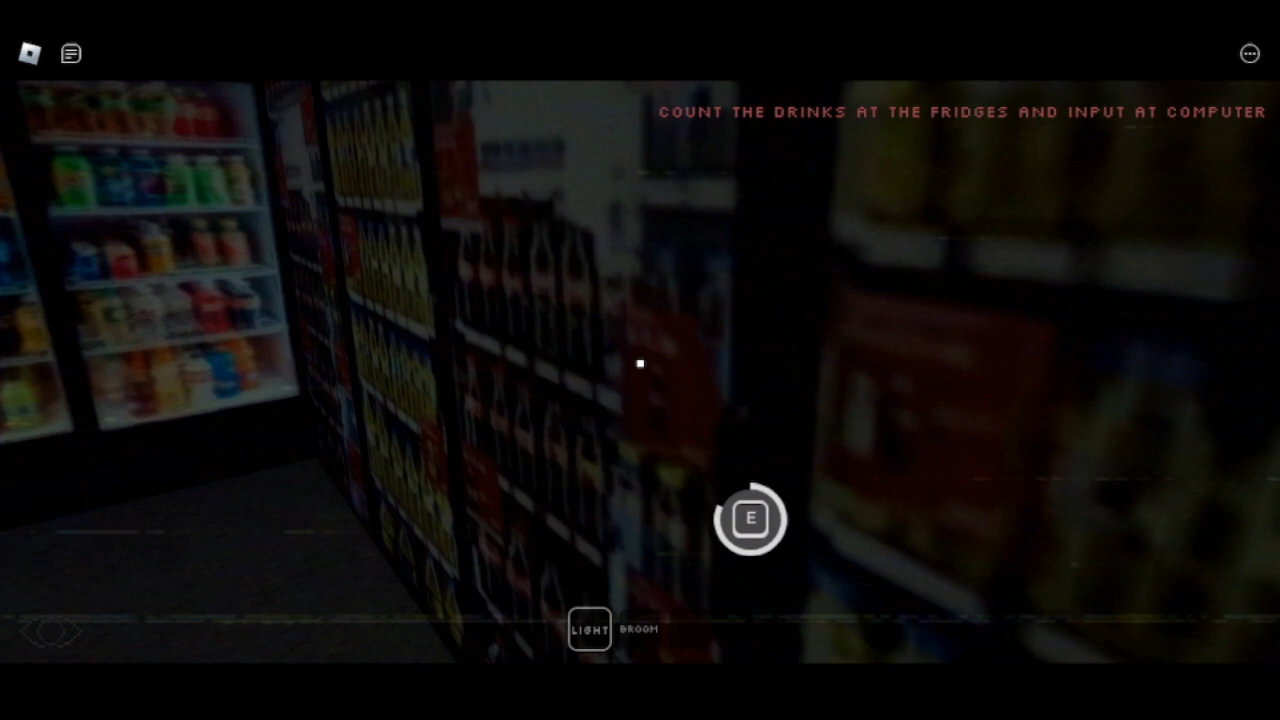 COUNT THE DRINKS AT THE FRIDGES AND INPUT AT COMPUTER
E
LIGHT BROOM